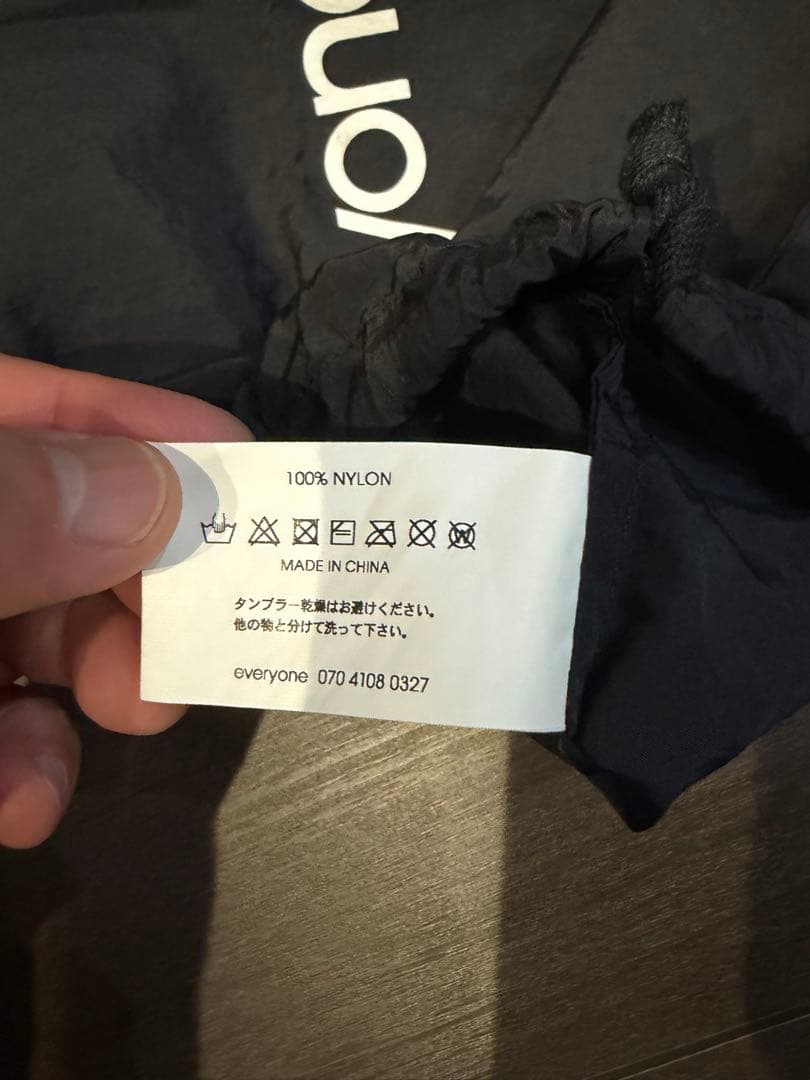 100% NYLON
MADE IN CHINA
タンブラー乾燥はお避けください。
他の物と分けて洗って下さい。
everyone 070 4108 0327